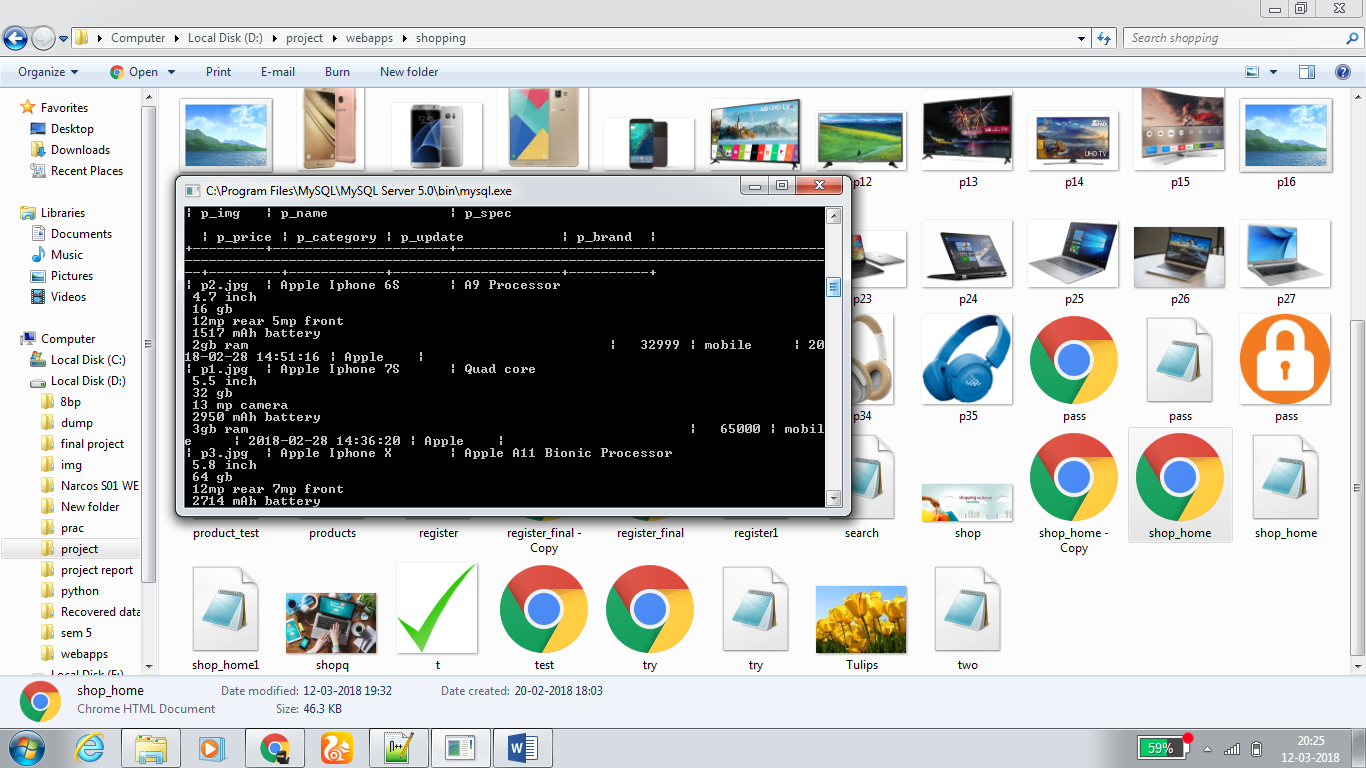 Computer ▸ Local Disk (D:) ▸ project ▸ webapps ▸ shopping
Search shopping
Organize Open Print E-mail Burn New folder
Favorites
Desktop
Downloads
Recent Places
Libraries
Documents
Music
Pictures
Videos
Computer
Local Disk (C:)
Local Disk (D:)
8bp
dump
final project
img
Narcos S01 WE
New folder
prac
project
project report
python
Recovered data
sem 5
webapps
Local Disk (E:)
p12 p13 p14 p15 p16
p23 p24 p25 p26 p27
p34 p35 pass pass pass
product_test products register register_final - Copy register_final register1 search shop shop_home - Copy shop_home shop_home
shop_home1 shopq t test try try Tulips two
C:\Program Files\MySQL\MySQL Server 5.0\bin\mysql.exe
| p_img | p_name | p_spec
| p_price | p_category | p_update | p_brand |
| p2.jpg | Apple Iphone 6S | A9 Processor
4.7 inch
16 gb
12mp rear 5mp front
1517 mAh battery
2gb ram | 32999 | mobile | 20
18-02-28 14:51:16 | Apple |
| p1.jpg | Apple Iphone 7S | Quad core
5.5 inch
32 gb
13 mp camera
2950 mAh battery
3gb ram | 65000 | mobil
e | 2018-02-28 14:36:20 | Apple |
| p3.jpg | Apple Iphone X | Apple A11 Bionic Processor
5.8 inch
64 gb
12mp rear 7mp front
2714 mAh battery
shop_home Date modified: 12-03-2018 19:32 Date created: 20-02-2018 18:03
Chrome HTML Document Size: 46.3 KB
59%
20:25
12-03-2018